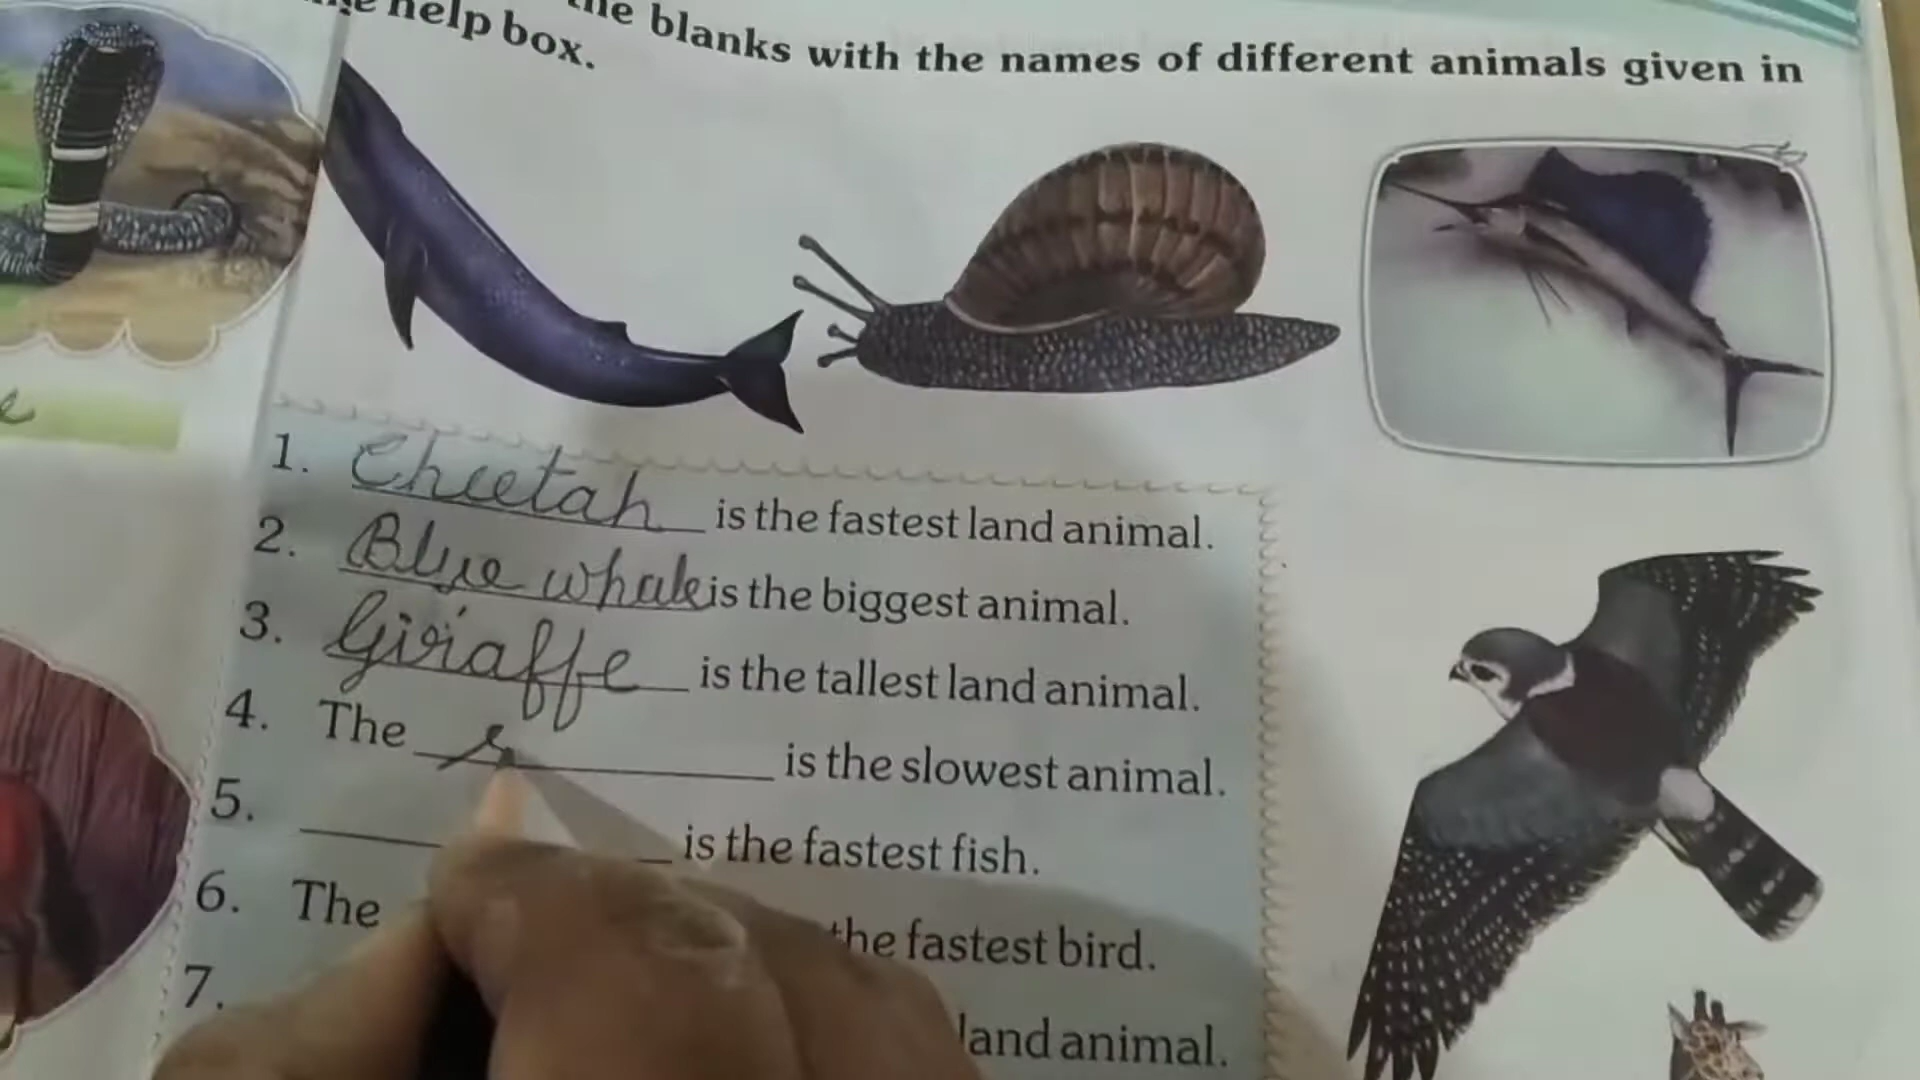 the blanks with the names of different animals given in
help box.
1. Cheetah is the fastest land animal.
2. Blue whale is the biggest animal.
3. Giraffe is the tallest land animal.
4. The s is the slowest animal.
5. is the fastest fish.
6. The the fastest bird.
7. land animal.